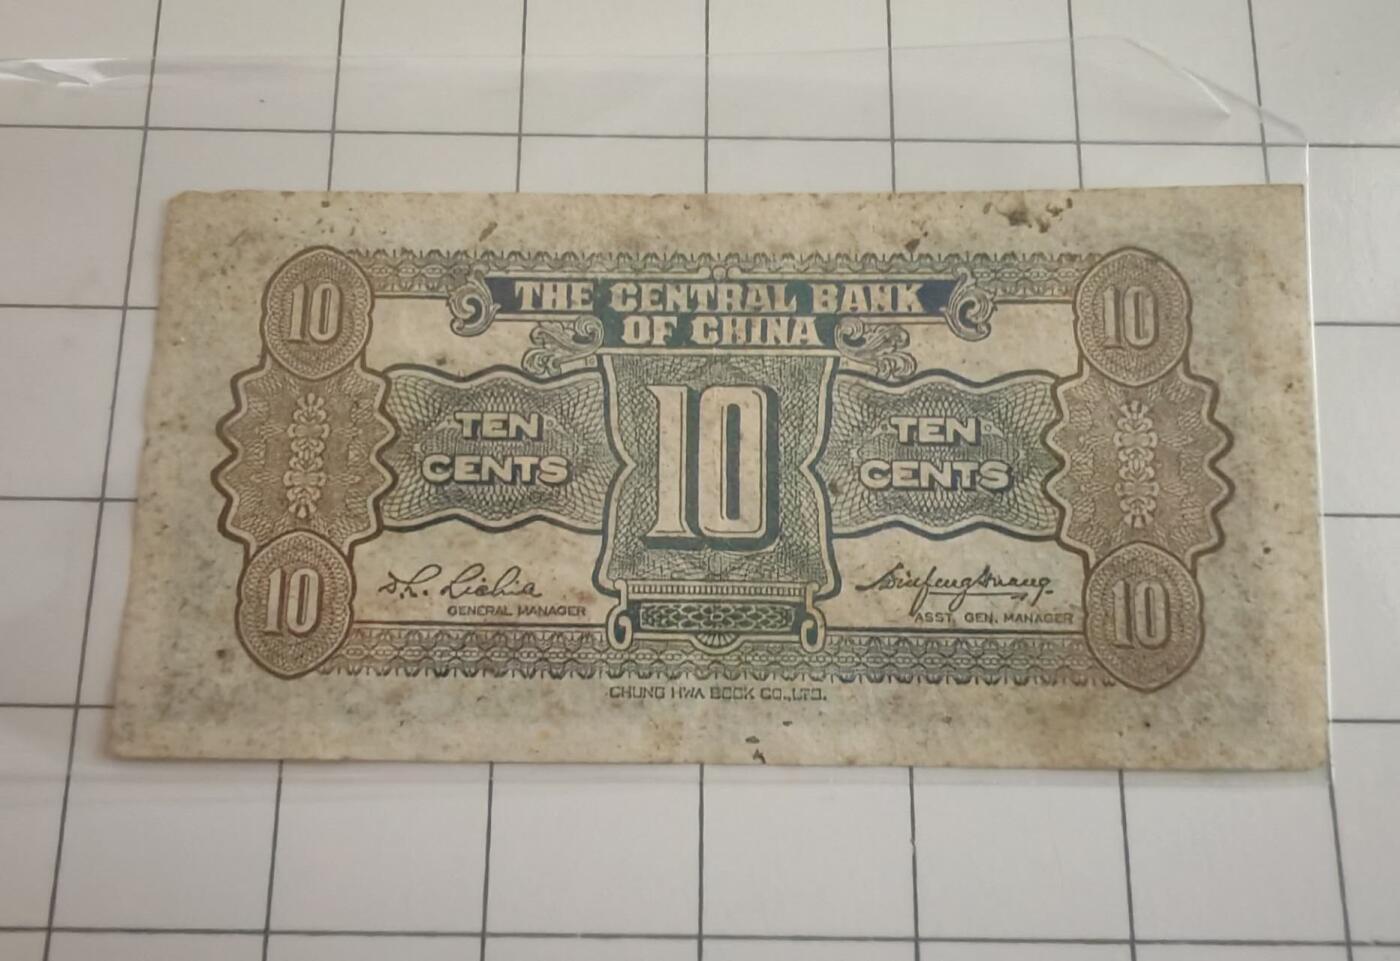 THE CENTRAL BANK
OF CHINA
10
10
TEN
CENTS
10
TEN
CENTS
GENERAL MANAGER
ASST. GEN. MANAGER
10
10
CHUNG HWA BOOK CO.,LTD.